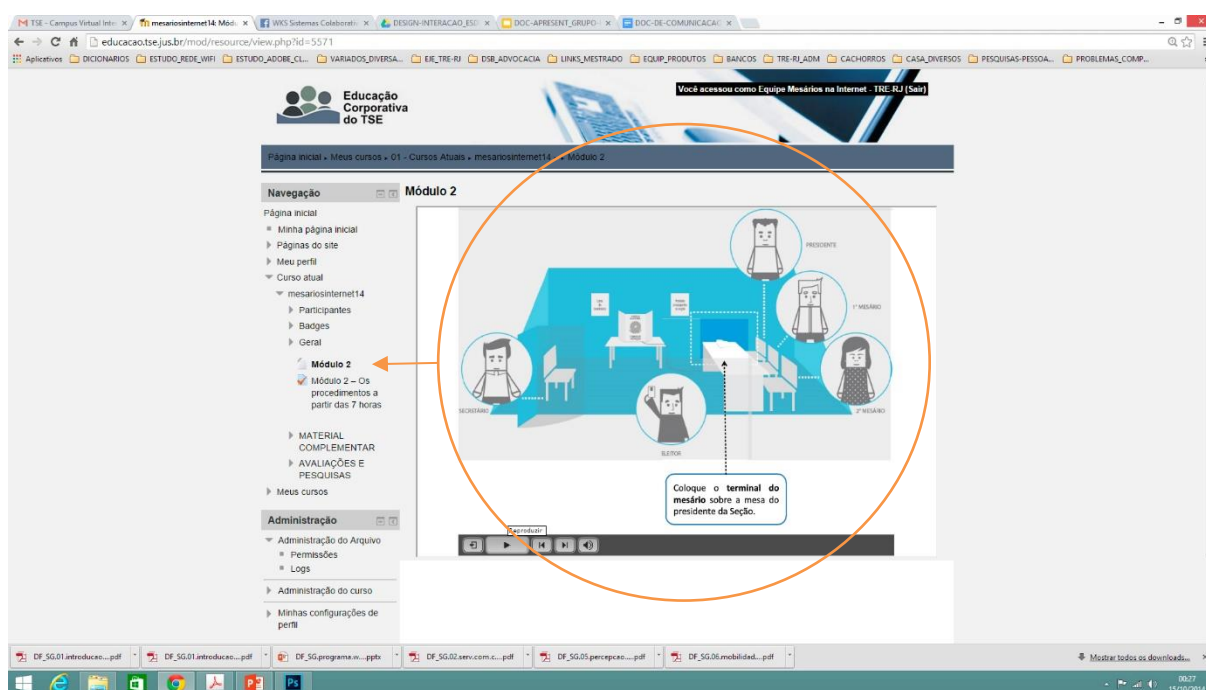 TSE - Campus Virtual Inte
mesariosinternet14: Módu
WKS Sistemas Colaborativ
DESIGN-INTERACAO_ESD
DOC-APRESENT_GRUPO-
DOC-DE-COMUNICACAO
educacao.tse.jus.br/mod/resource/view.php?id=5571
Aplicativos DICIONARIOS ESTUDO_REDE_WIFI ESTUDO_ADOBE_CL... VARIADOS_DIVERSA... EJE_TRE-RJ DSB_ADVOCACIA LINKS_MESTRADO EQUIP_PRODUTOS BANCOS TRE-RJ_ADM CACHORROS CASA_DIVERSOS PESQUISAS-PESSOA... PROBLEMAS_COMP...
Educação
Corporativa
do TSE
Você acessou como Equipe Mesários na Internet - TRE-RJ (Sair)
Página inicial Meus cursos 01 - Cursos Atuais mesariosinternet14 Módulo 2
Navegação
Página inicial
Minha página inicial
Páginas do site
Meu perfil
Curso atual
mesariosinternet14
Participantes
Badges
Geral
Módulo 2
Módulo 2 – Os
procedimentos a
partir das 7 horas
MATERIAL
COMPLEMENTAR
AVALIAÇÕES E
PESQUISAS
Meus cursos
Administração
Administração do Arquivo
Permissões
Logs
Administração do curso
Minhas configurações de
perfil
Módulo 2
PRESIDENTE
1º MESÁRIO
2º MESÁRIO
SECRETÁRIO
ELEITOR
Coloque o terminal do
mesário sobre a mesa do
presidente da Seção.
Reproduzir
DF_SG.01.introducao....pdf
DF_SG.01.introducao....pdf
DF_SG.programa.w....pptx
DF_SG.02.serv.com.c....pdf
DF_SG.05.percepcao....pdf
DF_SG.06.mobilidad....pdf
Mostrar todos os downloads...
00:27
15/10/2014